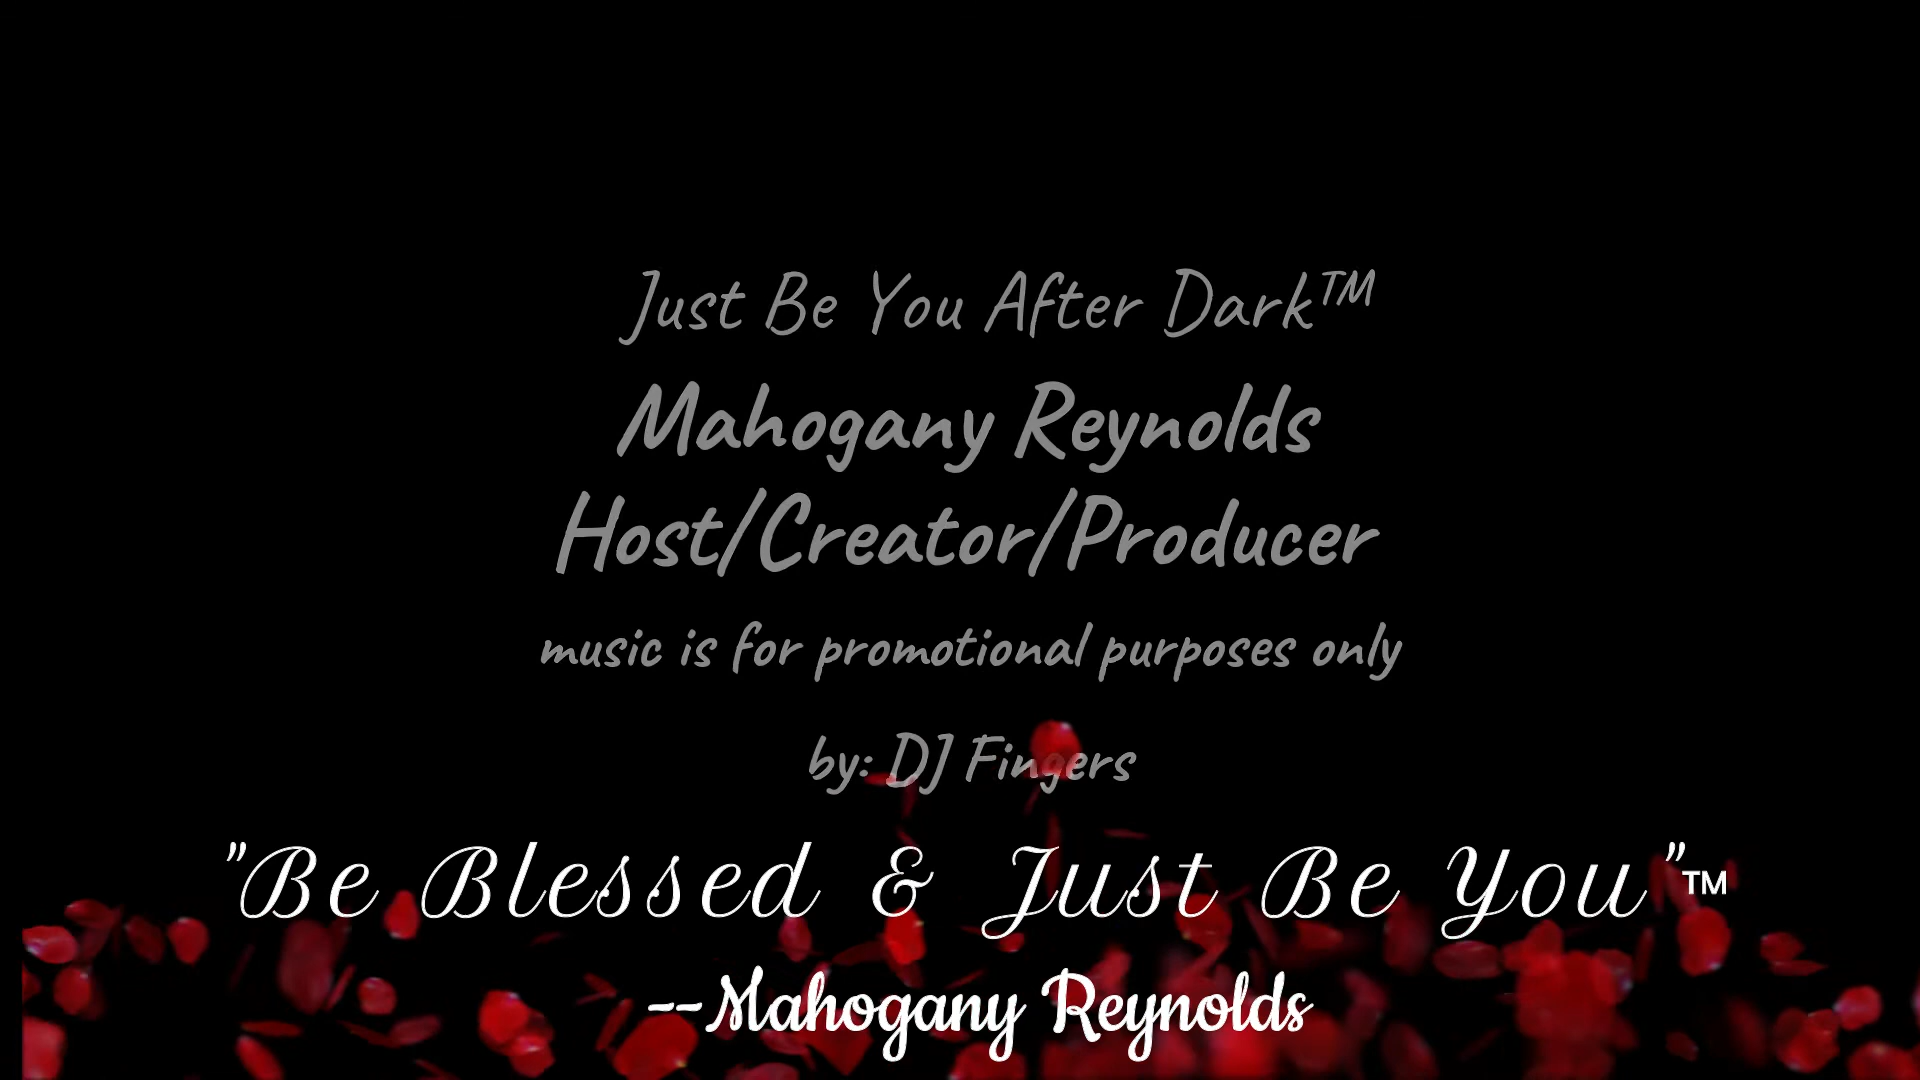 Just Be You After Dark™
Mahogany Reynolds
Host/Creator/Producer
music is for promotional purposes only
by: DJ Fingers
"Be Blessed & Just Be You"™
--Mahogany Reynolds